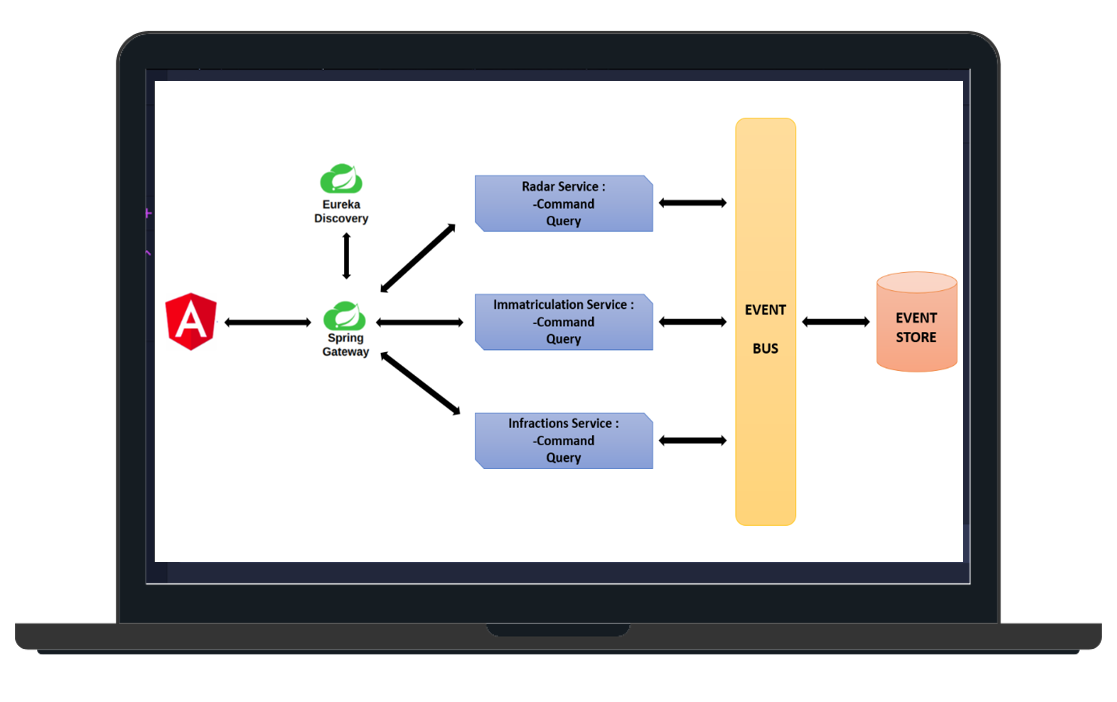 Eureka
Discovery
Spring
Gateway
Radar Service :
-Command
Query
Immatriculation Service :
-Command
Query
Infractions Service :
-Command
Query
EVENT
BUS
EVENT
STORE